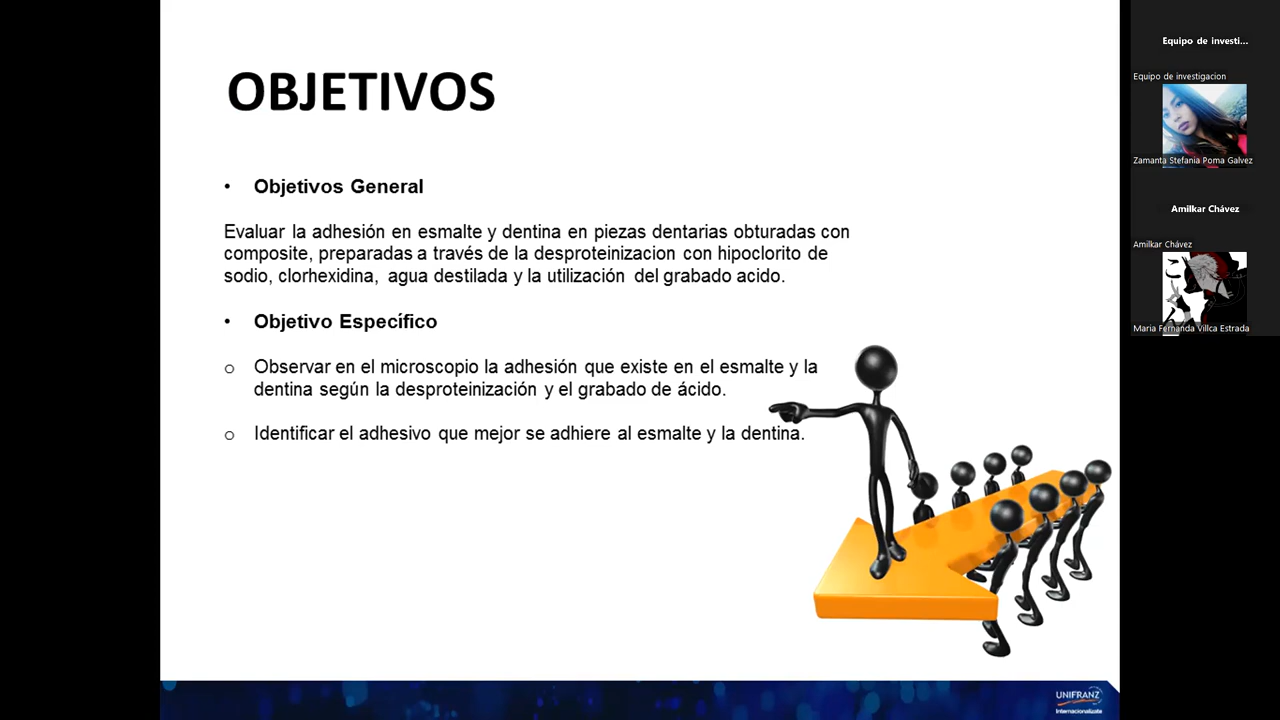 OBJETIVOS
• Objetivos General
Evaluar la adhesión en esmalte y dentina en piezas dentarias obturadas con
composite, preparadas a través de la desproteinizacion con hipoclorito de
sodio, clorhexidina, agua destilada y la utilización del grabado acido.
• Objetivo Específico
o Observar en el microscopio la adhesión que existe en el esmalte y la
dentina según la desproteinización y el grabado de ácido.
o Identificar el adhesivo que mejor se adhiere al esmalte y la dentina.
UNIFRANZ
Internacionalízate
Equipo de investi...
Equipo de investigacion
Zamanta Stefania Poma Galvez
Amilkar Chávez
Amilkar Chávez
Maria Fernanda Villca Estrada